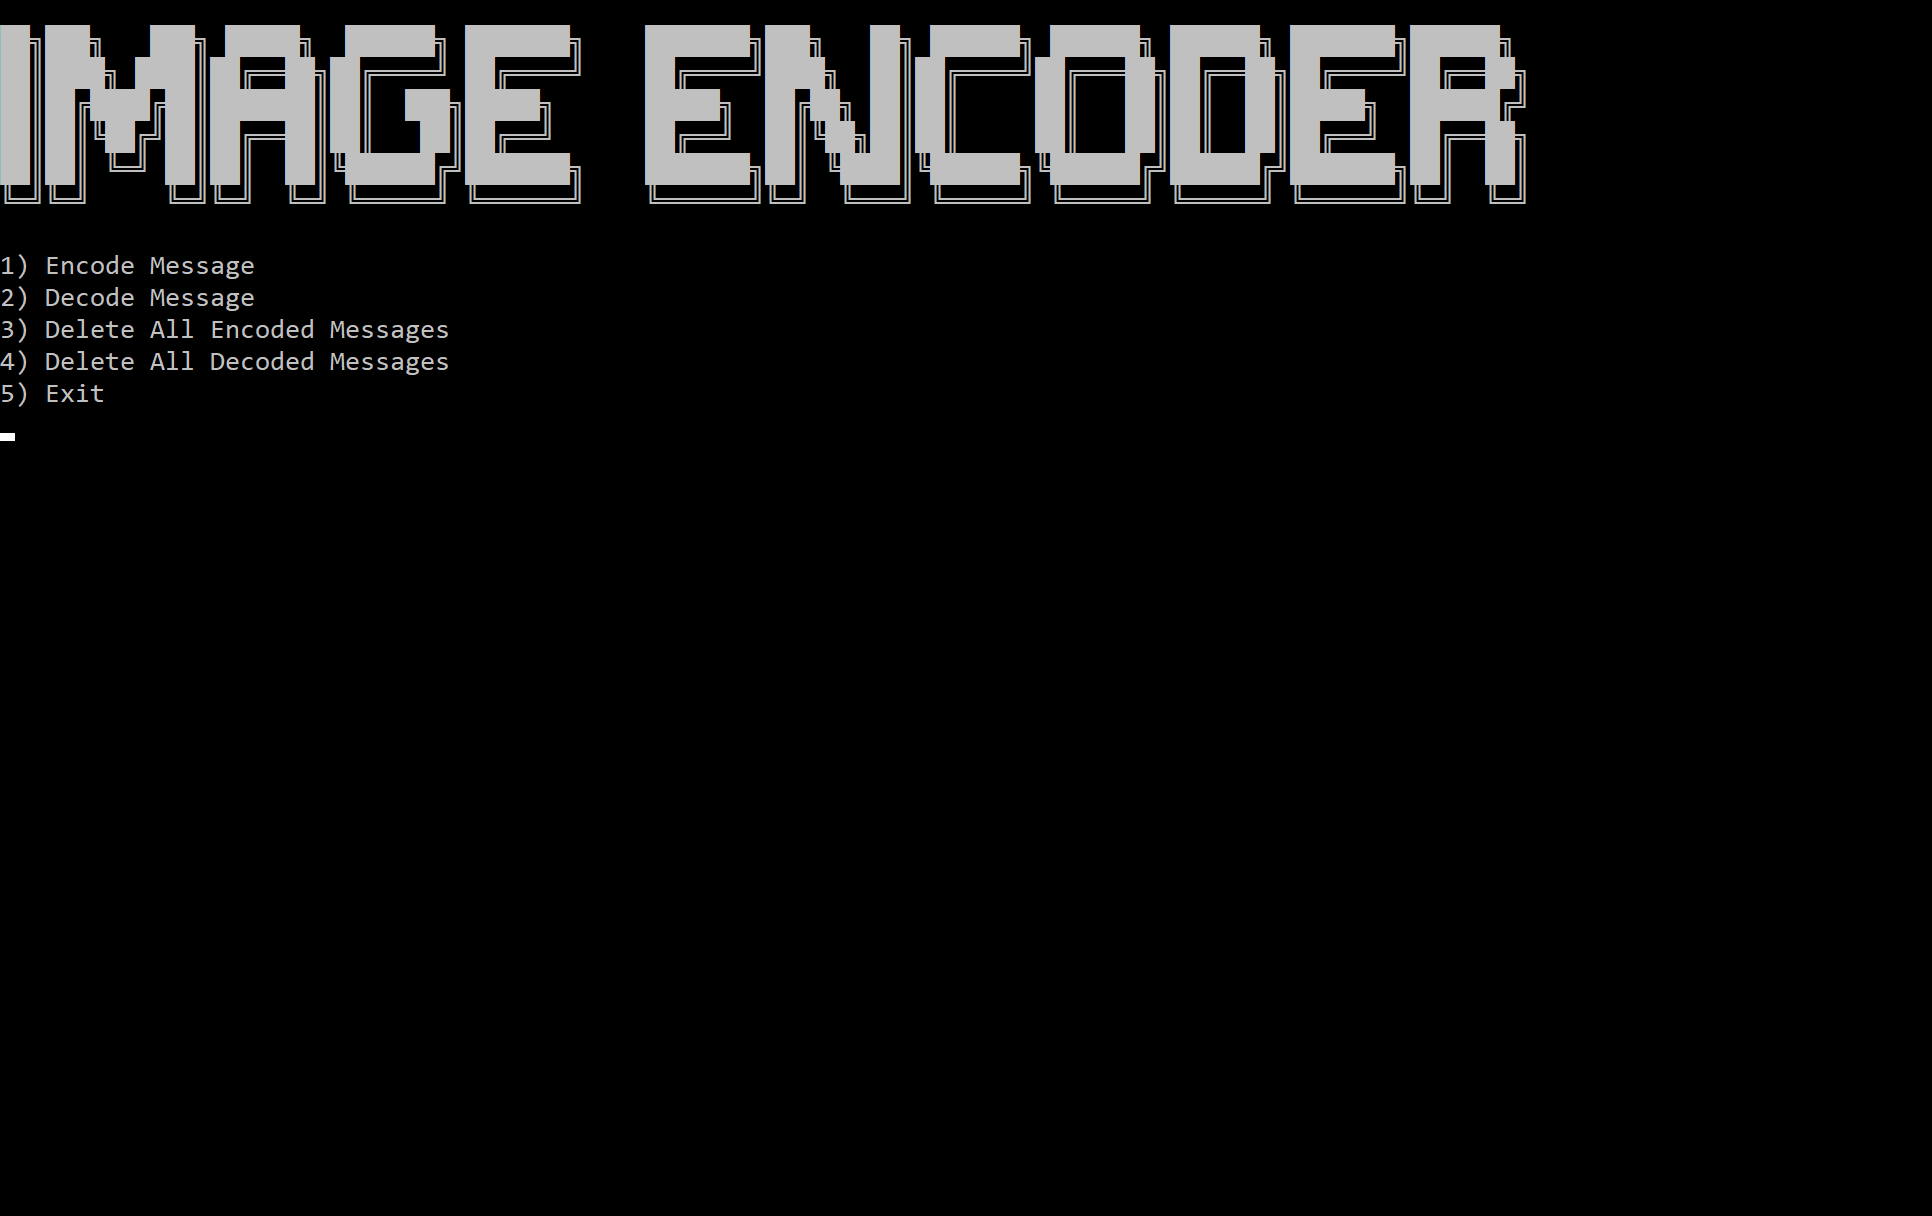 IMAGE ENCODER
1) Encode Message
2) Decode Message
3) Delete All Encoded Messages
4) Delete All Decoded Messages
5) Exit